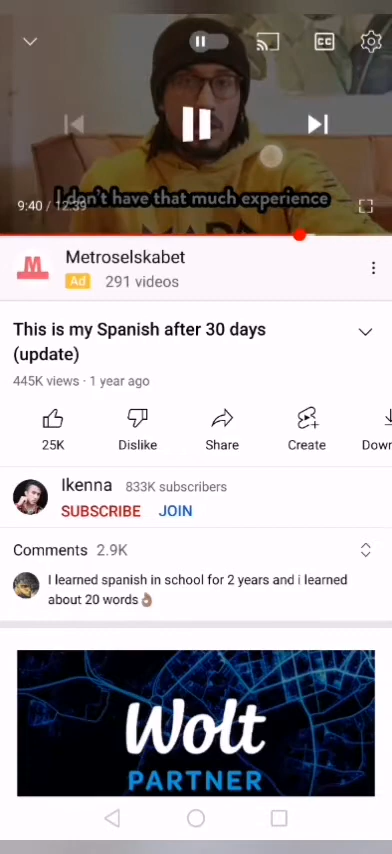 CC
I don't have that much experience
9:40 / 12:39
M
Metroselskabet
Ad 291 videos
This is my Spanish after 30 days
(update)
445K views · 1 year ago
25K
Dislike
Share
Create
Down
Ikenna 833K subscribers
SUBSCRIBE JOIN
Comments 2.9K
I learned spanish in school for 2 years and i learned
about 20 words👌🏽
Wolt
PARTNER